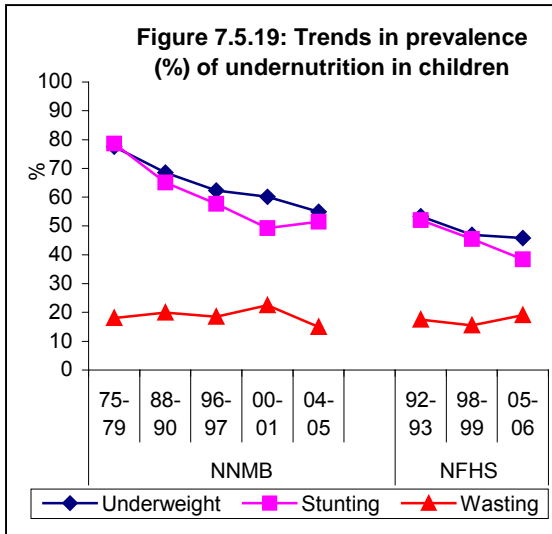 Figure 7.5.19: Trends in prevalence
(%) of undernutrition in children
100
90
80
70
60
50
40
30
20
10
0
%
75- 88- 96- 00- 04- 92- 98- 05-
79 90 97 01 05 93 99 06
NNMB NFHS
Underweight Stunting Wasting